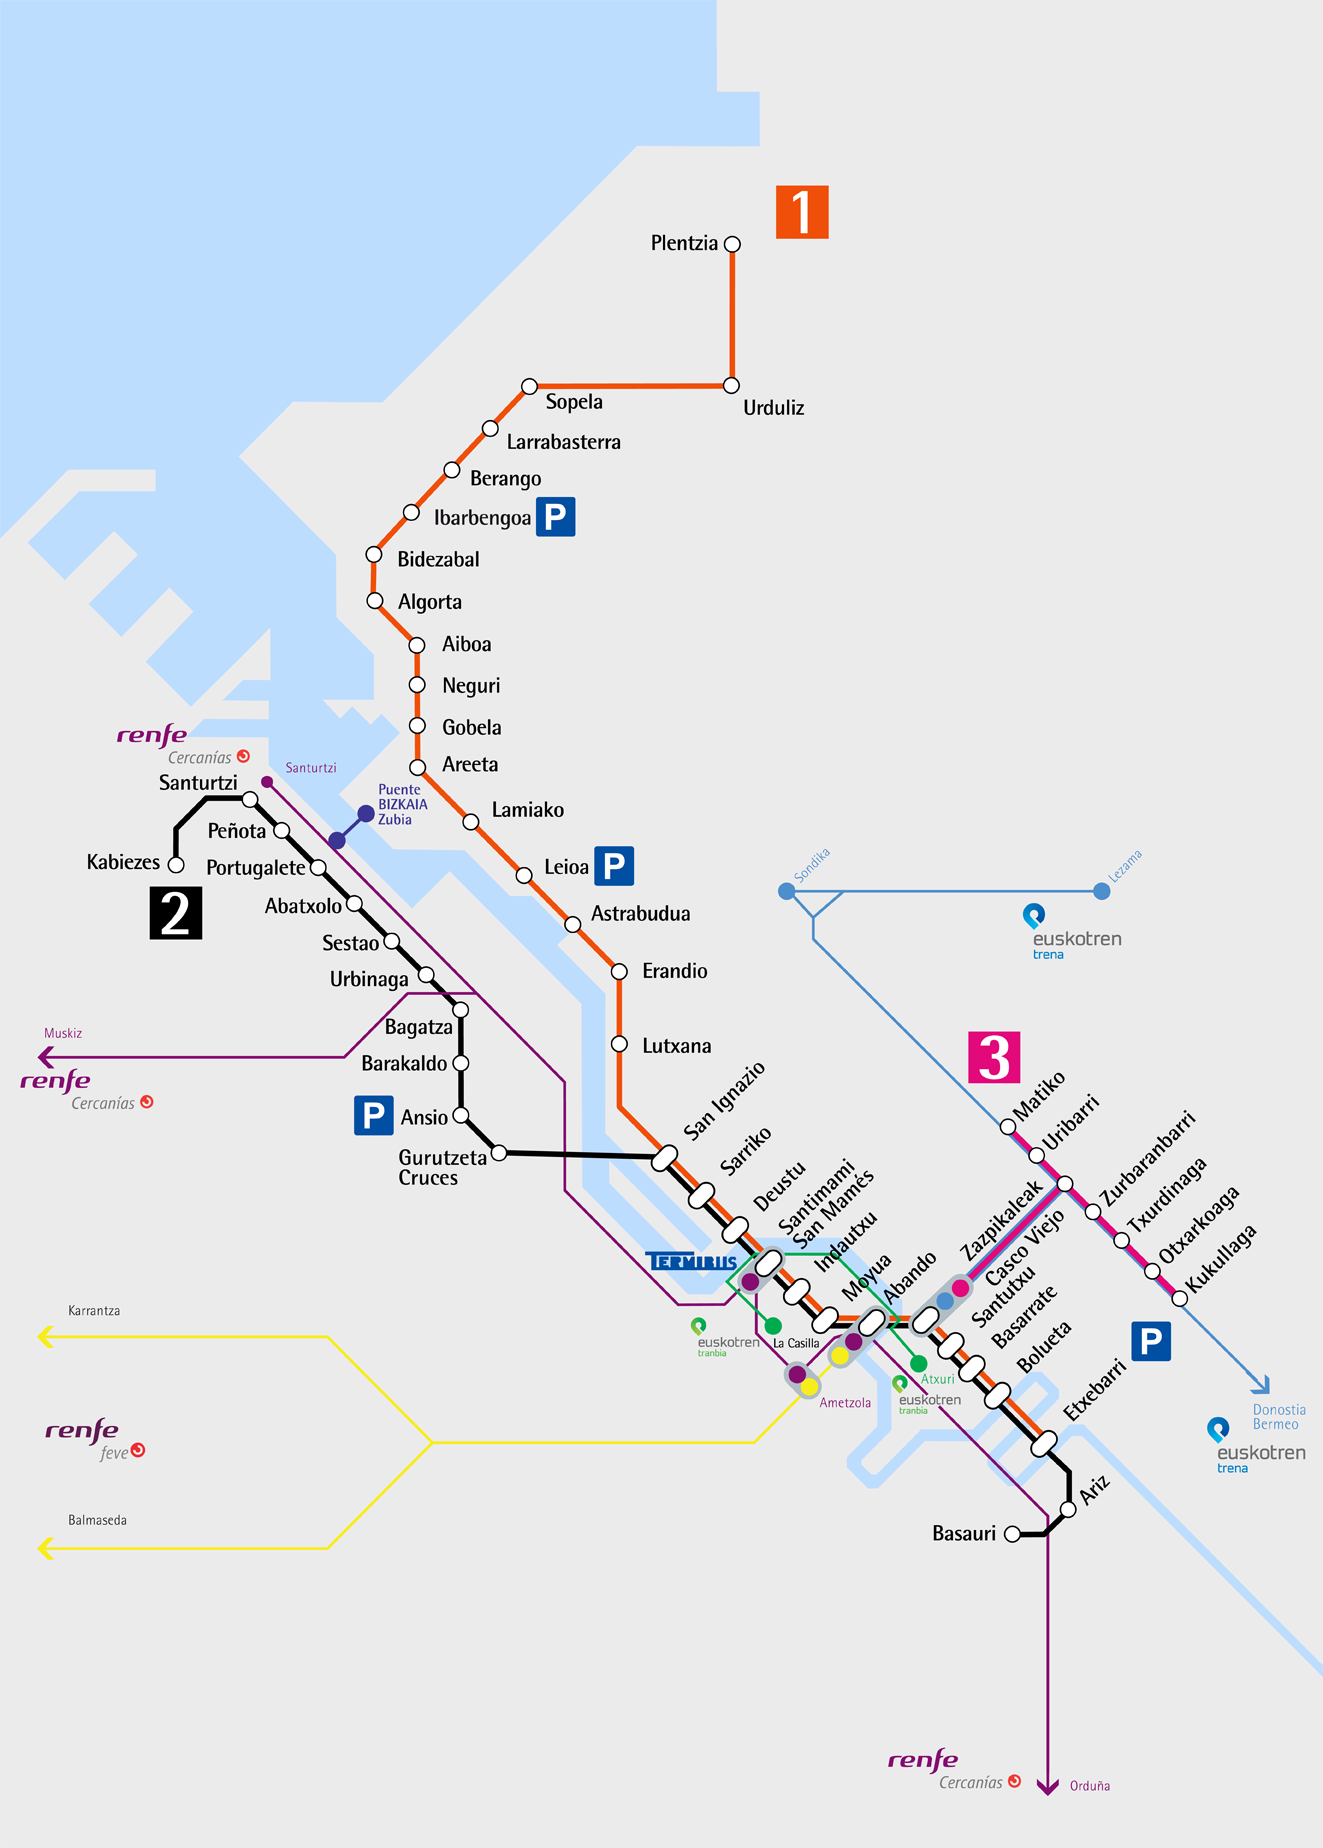 1
Plentzia
Sopela
Urduliz
Larrabasterra
Berango
Ibarbengoa P
Bidezabal
Algorta
Aiboa
Neguri
Gobela
Areeta
renfe
Cercanías
Santurtzi
Santurtzi
Puente
BIZKAIA
Zubia
Lamiako
Peñota
Kabiezes
Portugalete
Leioa P
2
Abatxolo
Astrabudua
Sestao
Urbinaga
Erandio
Sondika
Lezama
euskotren
trena
Bagatza
Muskiz
renfe
Cercanías
Barakaldo
Lutxana
P Ansio
Gurutzeta
Cruces
3
Matiko
Uribarri
Zurbaranbarri
Txurdinaga
Otxarkoaga
Kukullaga
San Ignazio
Sarriko
Deustu
Santimami
San Mamés
Indautxu
Moyua
Abando
Zazpikaleak
Casco Viejo
Santutxu
Basarrate
Bolueta
Etxebarri
P
TERMIBUS
euskotren
tranbia
La Casilla
Ametzola
Atxuri
euskotren
tranbia
Karrantza
renfe
feve
Balmaseda
Donostia
Bermeo
euskotren
trena
Ariz
Basauri
renfe
Cercanías
Orduña